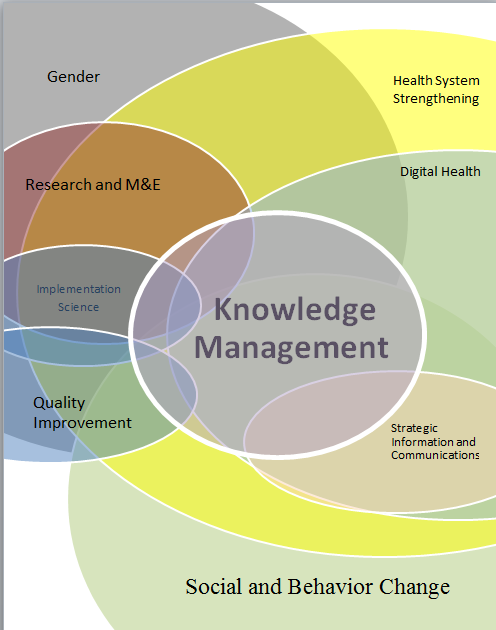 Gender
Health System
Strengthening
Digital Health
Research and M&E
Implementation
Science
Knowledge
Management
Quality
Improvement
Strategic
Information and
Communications
Social and Behavior Change